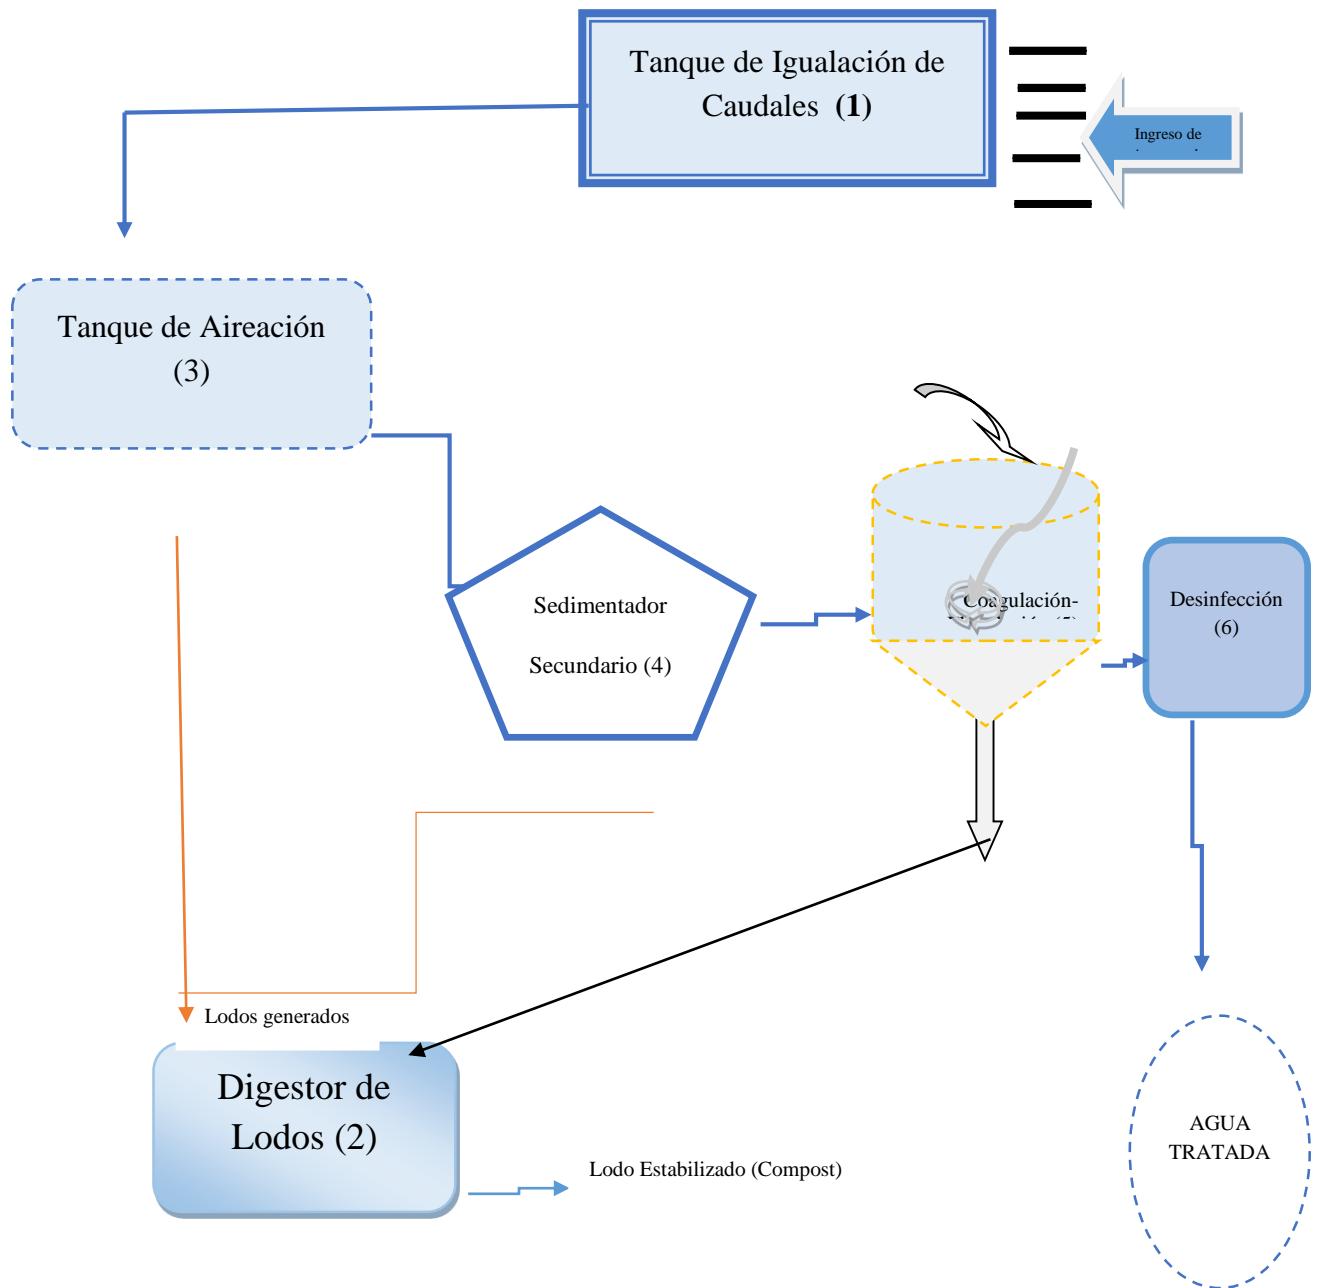 Tanque de Igualación de
Caudales (1)
Ingreso de
Tanque de Aireación
(3)
Sedimentador
Secundario (4)
Coagulación-
Desinfección
(6)
Lodos generados
Digestor de
Lodos (2)
Lodo Estabilizado (Compost)
AGUA
TRATADA